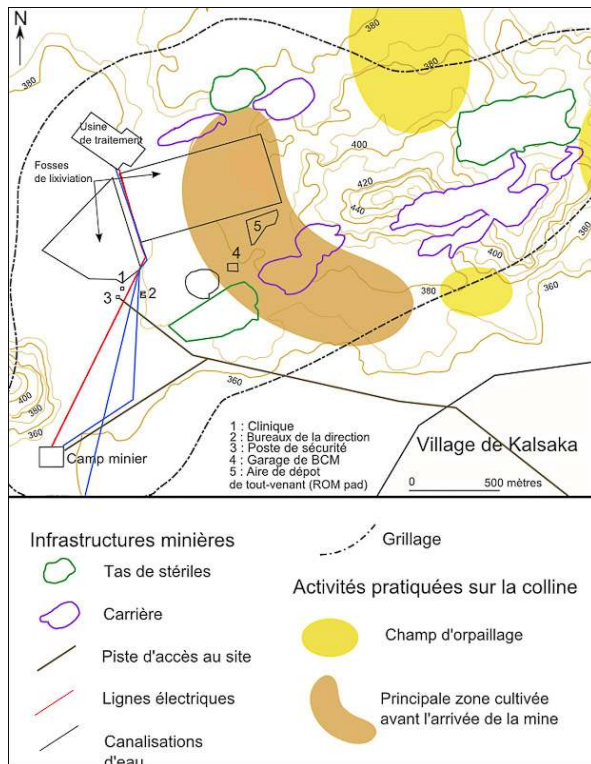 N
380
380
Usine
de traitement
Fosses
de lixiviation
400
420
440
380
400
380
360
360
400
380
360
5
4
1
3
2
1 : Clinique
2 : Bureaux de la direction
3 : Poste de sécurité
4 : Garage de BCM
5 : Aire de dépôt
de tout-venant (ROM pad)
Camp minier
Village de Kalsaka
0 500 mètres
Infrastructures minières
Tas de stériles
Carrière
Piste d'accès au site
Lignes électriques
Canalisations
d'eau
Grillage
Activités pratiquées sur la colline
Champ d'orpaillage
Principale zone cultivée
avant l'arrivée de la mine